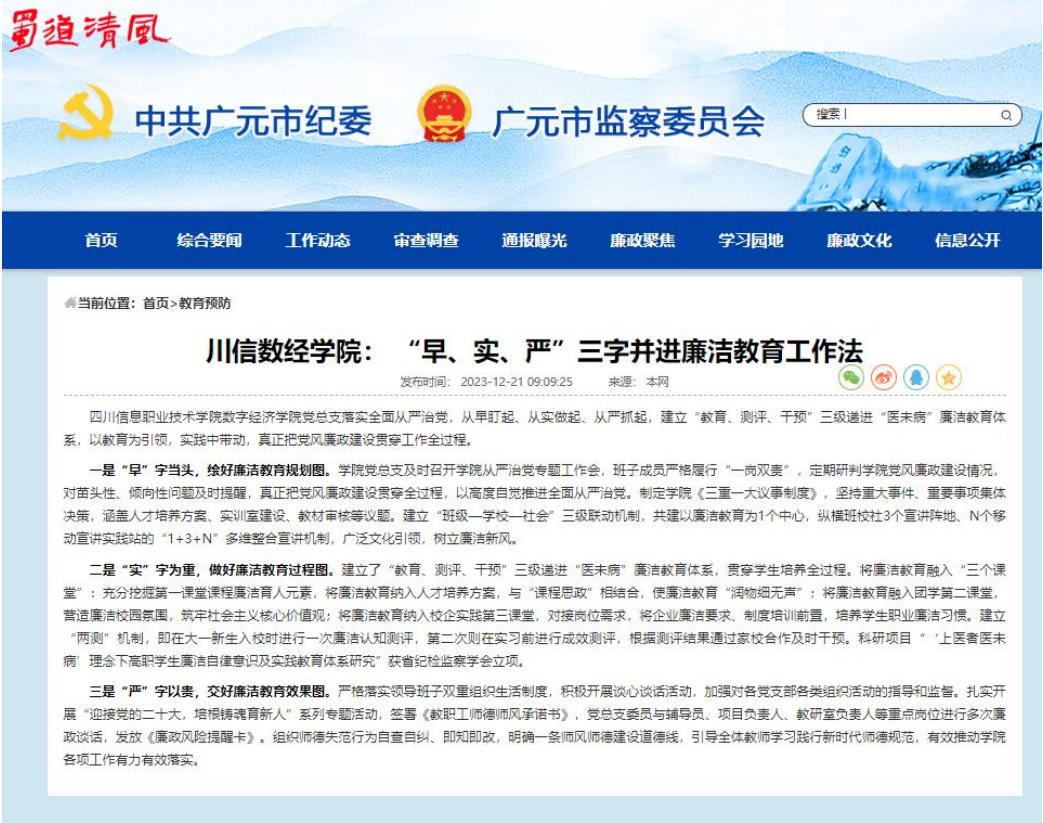 蜀道清風
中共广元市纪委
广元市监察委员会
搜索
首页 综合要闻 工作动态 审查调查 通报曝光 廉政聚焦 学习园地 廉政文化 信息公开
当前位置：首页>教育预防
川信数经学院： “早、实、严”三字并进廉洁教育工作法
发布时间： 2023-12-21 09:09:25 来源： 本网
四川信息职业技术学院数字经济学院党总支落实全面从严治党，从早盯起、从实做起、从严抓起，建立“教育、测评、干预”三级递进“医未病”廉洁教育体
系，以教育为引领，实践中带动，真正把党风廉政建设贯穿工作全过程。
一是“早”字当头，绘好廉洁教育规划图。学院党总支及时召开学院从严治党专题工作会，班子成员严格履行“一岗双责”，定期研判学院党风廉政建设情况，
对苗头性、倾向性问题及时提醒，真正把党风廉政建设贯穿全过程，以高度自觉推进全面从严治党。制定学院《三重一大议事制度》，坚持重大事件、重要事项集体
决策，涵盖人才培养方案、实训室建设、教材审核等议题。建立“班级—学校—社会”三级联动机制，共建以廉洁教育为1个中心，纵横班校社3个宣讲阵地、N个移
动宣讲实践站的“1+3+N”多维整合宣讲机制，广泛文化引领，树立廉洁新风。
二是“实”字为重，做好廉洁教育过程图。建立了“教育、测评、干预”三级递进“医未病”廉洁教育体系，贯穿学生培养全过程。将廉洁教育融入“三个课
堂”：充分挖掘第一课堂课程廉洁育人元素，将廉洁教育纳入人才培养方案，与“课程思政”相结合，使廉洁教育“润物细无声”；将廉洁教育融入团学第二课堂，
营造廉洁校园氛围，筑牢社会主义核心价值观；将廉洁教育纳入校企实践第三课堂，对接岗位需求，将企业廉洁要求、制度培训前置，培养学生职业廉洁习惯。建立
“两测”机制，即在大一新生入校时进行一次廉洁认知测评，第二次则在实习前进行成效测评，根据测评结果通过家校合作及时干预。科研项目“‘上医者医未
病’理念下高职学生廉洁自律意识及实践教育体系研究”获省纪检监察学会立项。
三是“严”字以责，交好廉洁教育效果图。严格落实领导班子双重组织生活制度，积极开展谈心谈话活动，加强对各党支部各类组织活动的指导和监督。扎实开
展“迎接党的二十大，培根铸魂育新人”系列专题活动，签署《教职工师德师风承诺书》，党总支委员与辅导员、项目负责人、教研室负责人等重点岗位进行多次廉
政谈话，发放《廉政风险提醒卡》。组织师德失范行为自查自纠、即知即改，明确一条师风师德建设道德线，引导全体教师学习践行新时代师德规范，有效推动学院
各项工作有力有效落实。